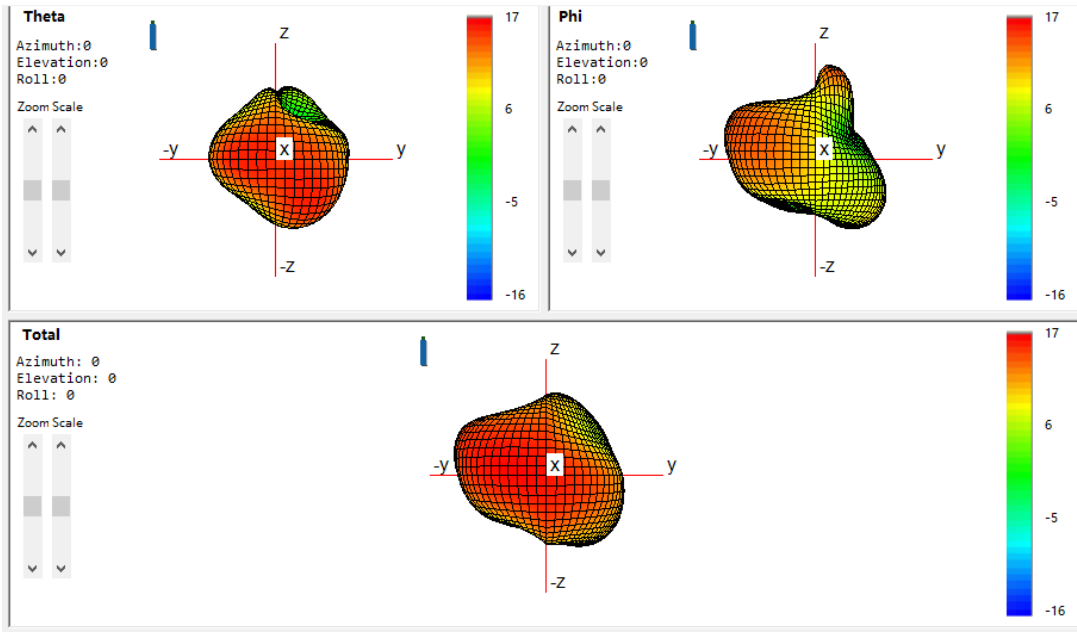 Theta
Azimuth:0
Elevation:0
Roll:0
Zoom Scale
z
-y
x
y
-z
17
6
-5
-16
Phi
Azimuth:0
Elevation:0
Roll:0
Zoom Scale
z
-y
x
y
-z
17
6
-5
-16
Total
Azimuth: 0
Elevation: 0
Roll: 0
Zoom Scale
z
-y
x
y
-z
17
6
-5
-16